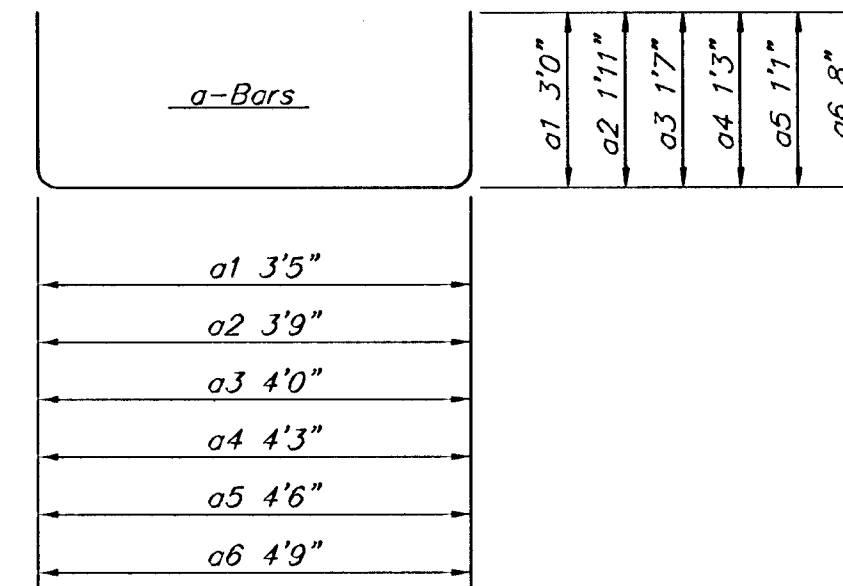 a-Bars
a1 3'0"
a2 1'11"
a3 1'7"
a4 1'3"
a5 1'1"
a6 8"
a1 3'5"
a2 3'9"
a3 4'0"
a4 4'3"
a5 4'6"
a6 4'9"